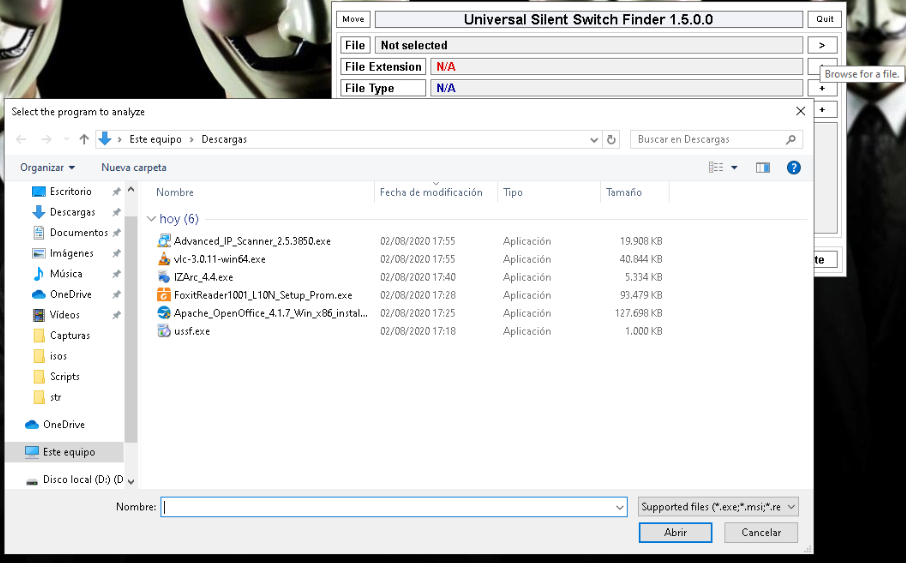 Move Universal Silent Switch Finder 1.5.0.0 Quit
File Not selected >
File Extension N/A
Browse for a file.
File Type N/A +
+
Select the program to analyze
Este equipo > Descargas
Buscar en Descargas
Organizar Nueva carpeta
Nombre Fecha de modificación Tipo Tamaño
hoy (6)
Advanced_IP_Scanner_2.5.3850.exe 02/08/2020 17:55 Aplicación 19.908 KB
vlc-3.0.11-win64.exe 02/08/2020 17:55 Aplicación 40.844 KB
IZArc_4.4.exe 02/08/2020 17:40 Aplicación 5.334 KB
FoxitReader1001_L10N_Setup_Prom.exe 02/08/2020 17:28 Aplicación 93.479 KB
Apache_OpenOffice_4.1.7_Win_x86_instal... 02/08/2020 17:25 Aplicación 127.698 KB
ussf.exe 02/08/2020 17:18 Aplicación 1.000 KB
Escritorio
Descargas
Documentos
Imágenes
Música
OneDrive
Vídeos
Capturas
isos
Scripts
str
OneDrive
Este equipo
Disco local (D:) (D
te
Nombre: Supported files (*.exe;*.msi;*.re
Abrir Cancelar